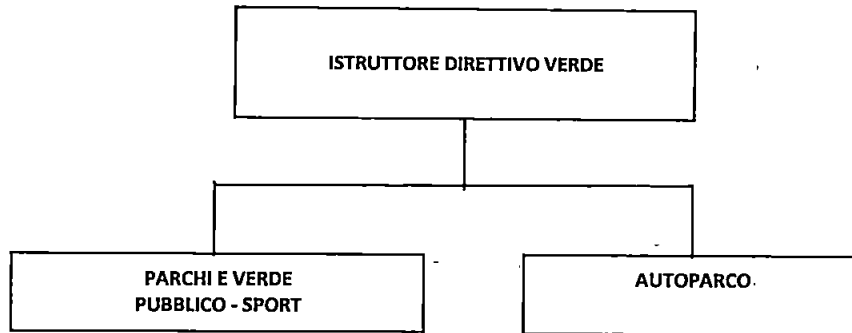 ISTRUTTORE DIRETTIVO VERDE
PARCHI E VERDE
PUBBLICO - SPORT
AUTOPARCO